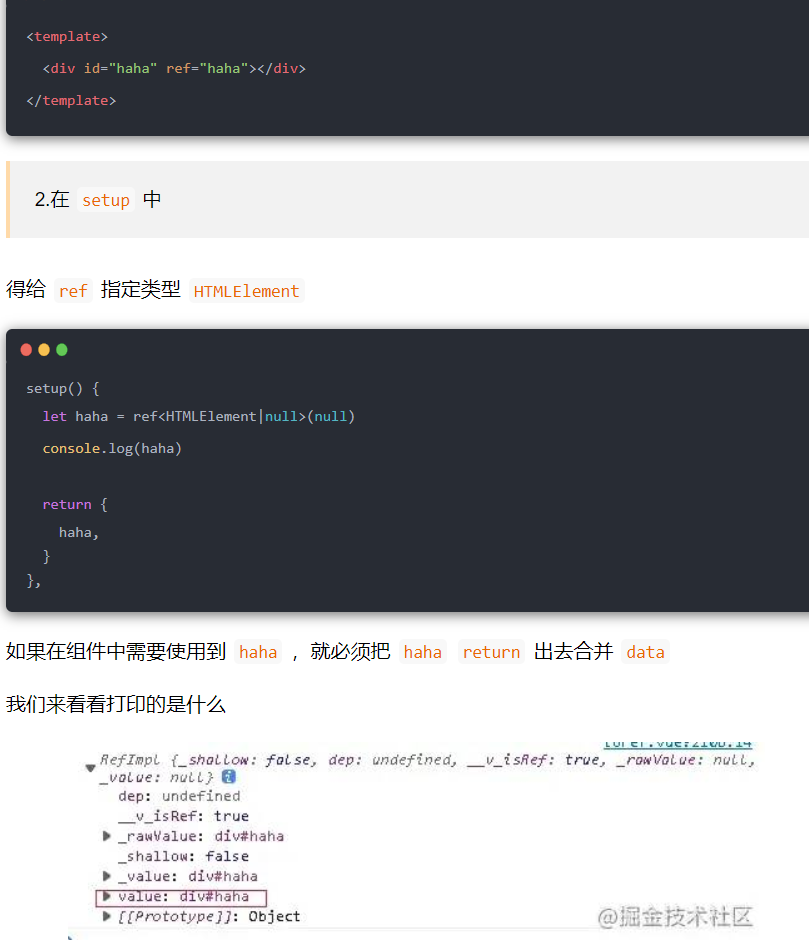 <template>
<div id="haha" ref="haha"></div>
</template>
2.在 setup 中
得给 ref 指定类型 HTMLElement
setup() {
let haha = ref<HTMLElement|null>(null)
console.log(haha)
return {
haha,
}
},
如果在组件中需要使用到 haha ，就必须把 haha return 出去合并 data
我们来看看打印的是什么
RefImpl {_shallow: false, dep: undefined, __v_isRef: true, _rawValue: null,
_value: null}
dep: undefined
__v_isRef: true
_rawValue: div#haha
_shallow: false
_value: div#haha
value: div#haha
[[Prototype]]: Object
@掘金技术社区